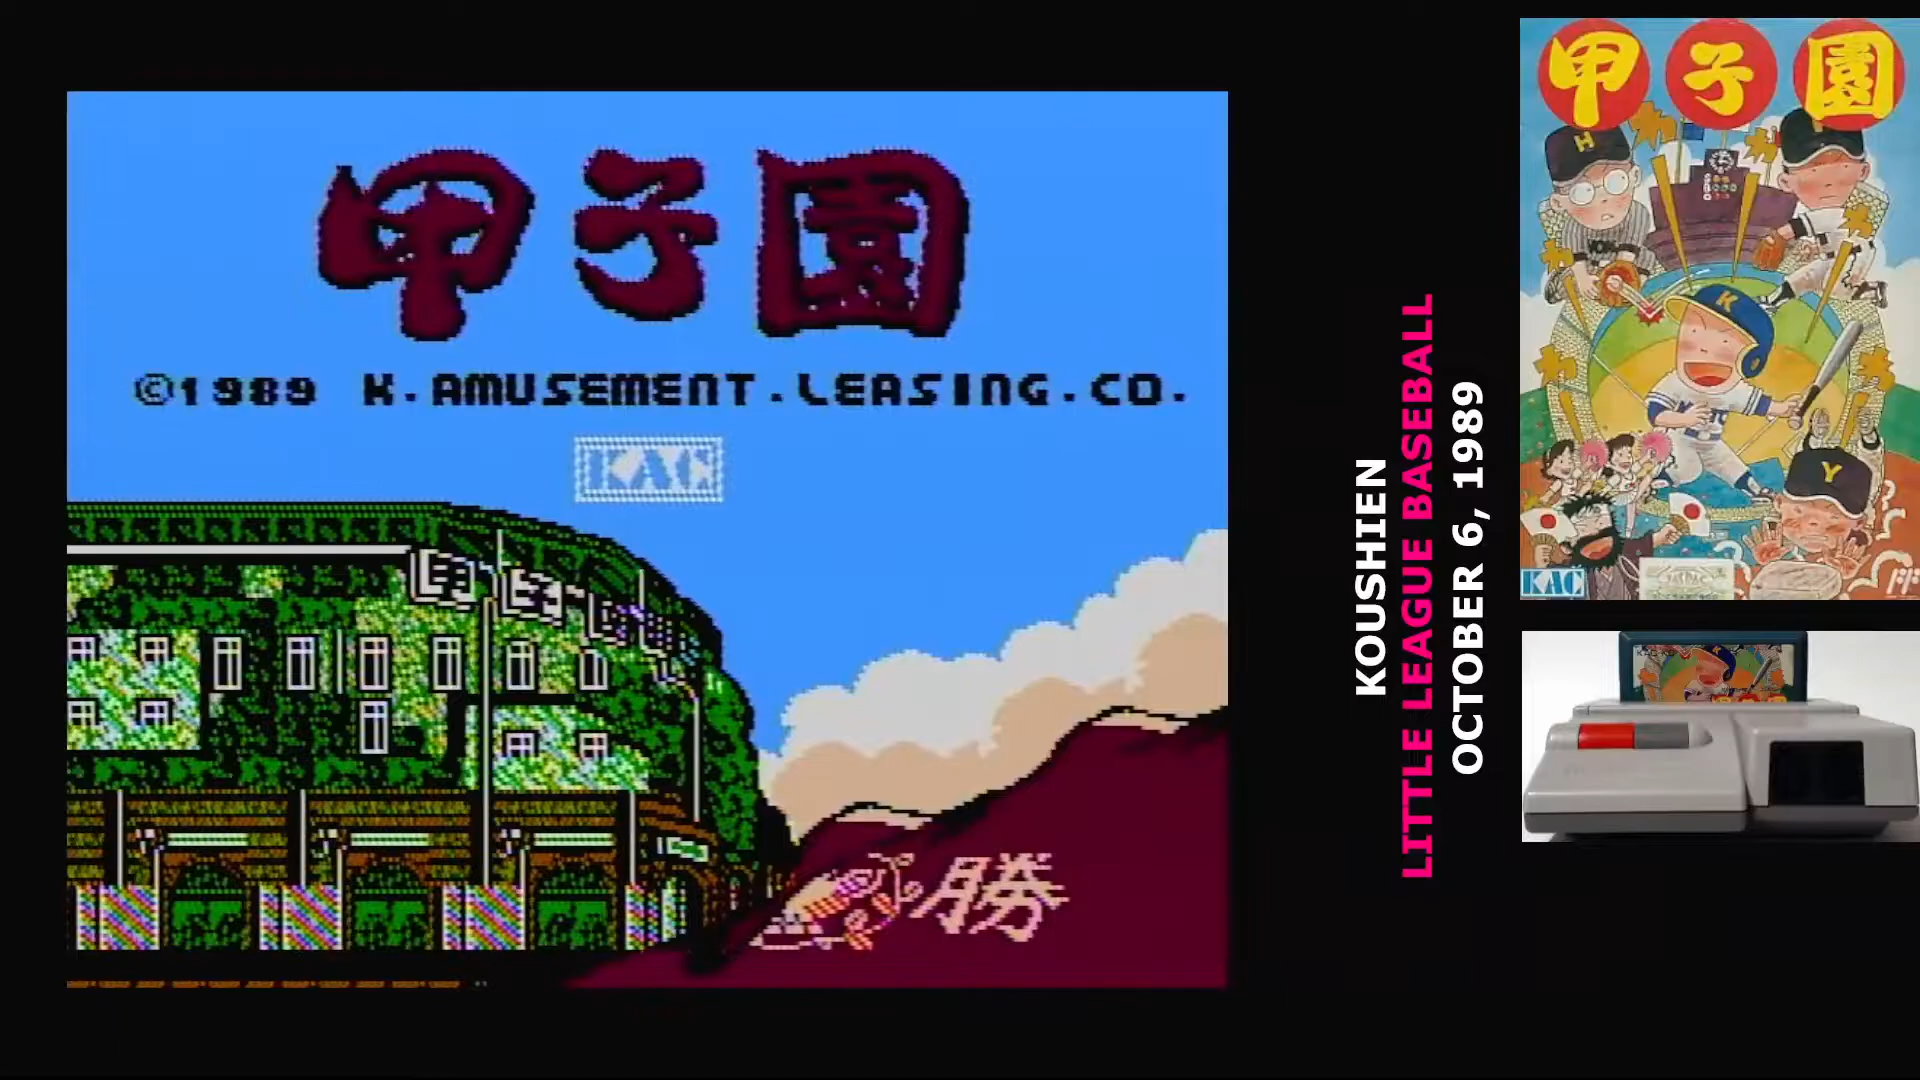 甲子園
©1989 K.AMUSEMENT.LEASING.CO.
KAC
勝
KOUSHIEN
LITTLE LEAGUE BASEBALL
OCTOBER 6, 1989
甲子園
H
K
Y
KAC